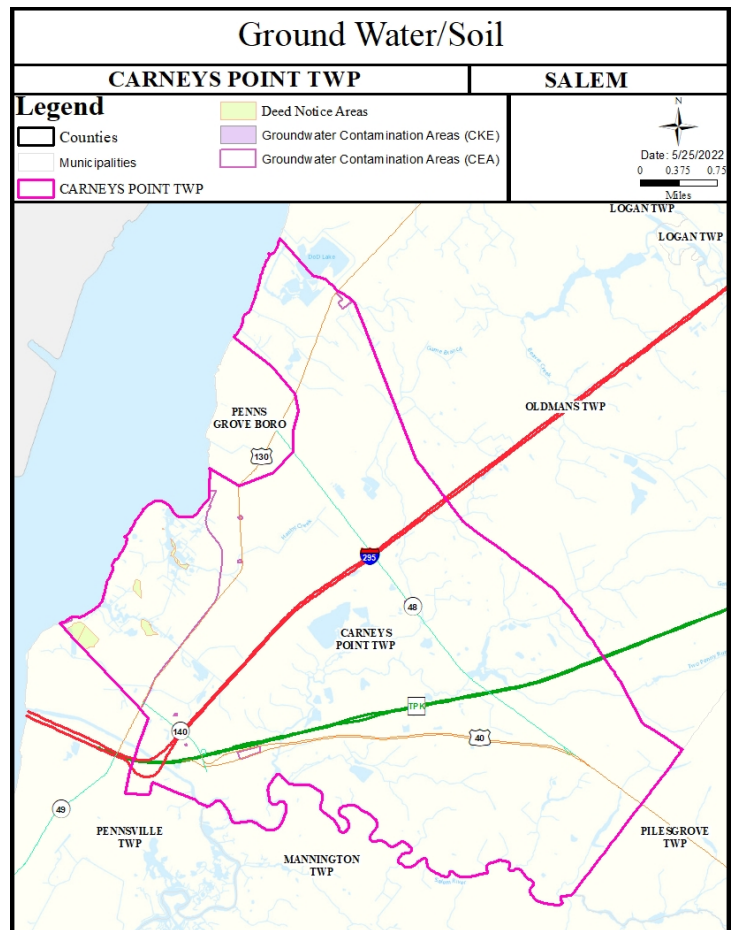 Ground Water/Soil
CARNEYS POINT TWP
SALEM
Legend
Counties
Municipalities
CARNEYS POINT TWP
Deed Notice Areas
Groundwater Contamination Areas (CKE)
Groundwater Contamination Areas (CEA)
N
Date: 5/25/2022
0 0.375 0.75
Miles
LOGAN TWP
LOGAN TWP
OLDMANS TWP
PENNS
GROVE BORO
130
295
48
CARNEYS
POINT TWP
TPK
140
40
49
PENNSVILLE
TWP
MANNINGTON
TWP
PILESGROVE
TWP